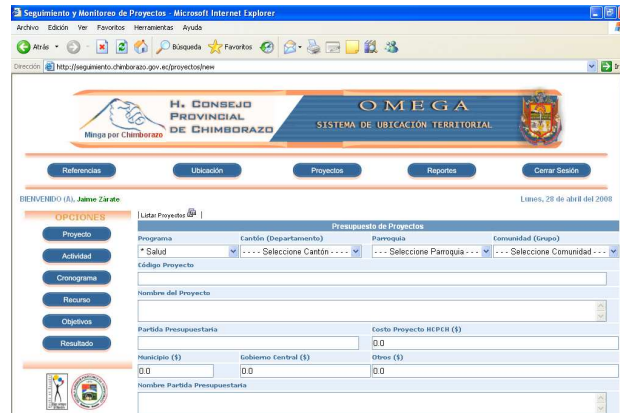 Seguimiento y Monitoreo de Proyectos - Microsoft Internet Explorer
Archivo Edición Ver Favoritos Herramientas Ayuda
Atrás Búsqueda Favoritos
Dirección http://seguimiento.chimborazo.gov.ec/proyectos/new Ir
Minga por Chimborazo
H. CONSEJO
PROVINCIAL
DE CHIMBORAZO
OMEGA
SISTEMA DE UBICACIÓN TERRITORIAL
Referencias Ubicación Proyectos Reportes Cerrar Sesión
BIENVENIDO (A), Jaime Zárate Lunes, 28 de abril del 2008
OPCIONES
Proyecto
Actividad
Cronograma
Recurso
Objetivos
Resultado
| Listar Proyectos |
Presupuesto de Proyectos
Programa Cantón (Departamento) Parroquia Comunidad (Grupo)
* Salud - - - - Seleccione Cantón - - - - - - - Seleccione Parroquia - - - - - - Seleccione Comunidad - - -
Código Proyecto
Nombre del Proyecto
Partida Presupuestaria Costo Proyecto HCPCH ($)
0.0
Municipio ($) Gobierno Central ($) Otros ($)
0.0 0.0 0.0
Nombre Partida Presupuestaria